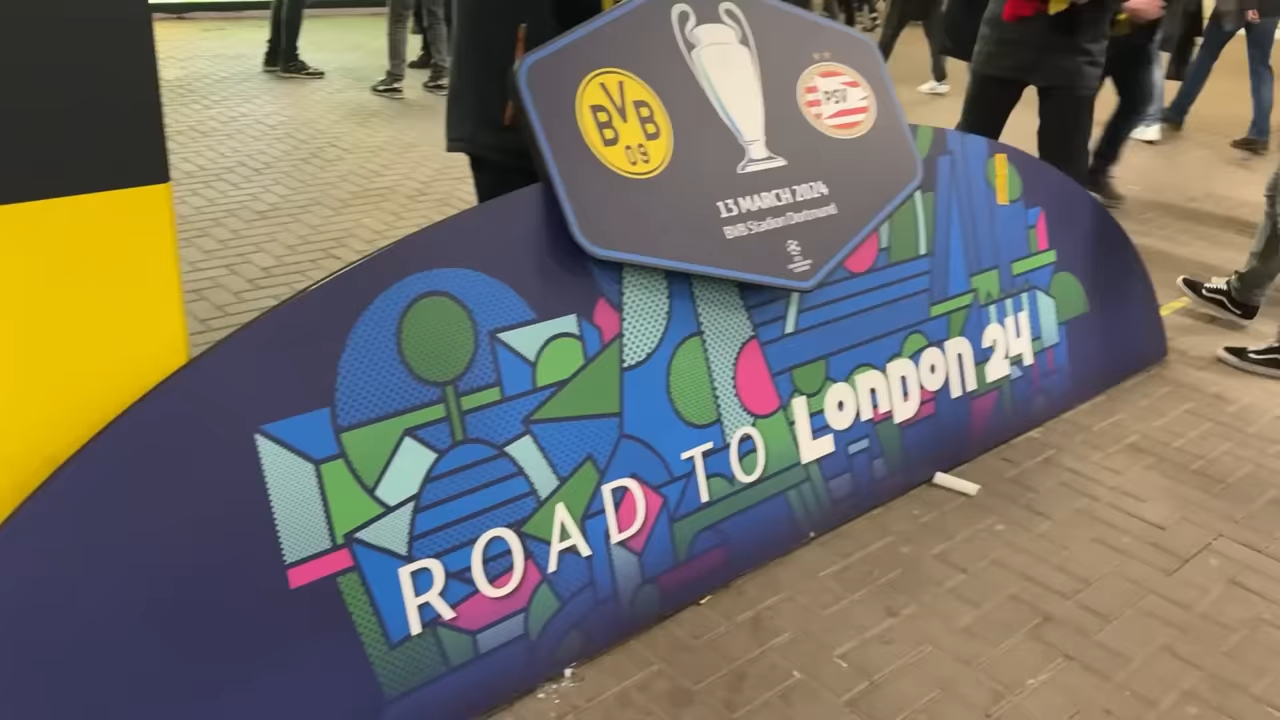 BVB
09
PSV
13 MARCH 2024
BVB Stadion Dortmund
ROAD TO LONDON 24